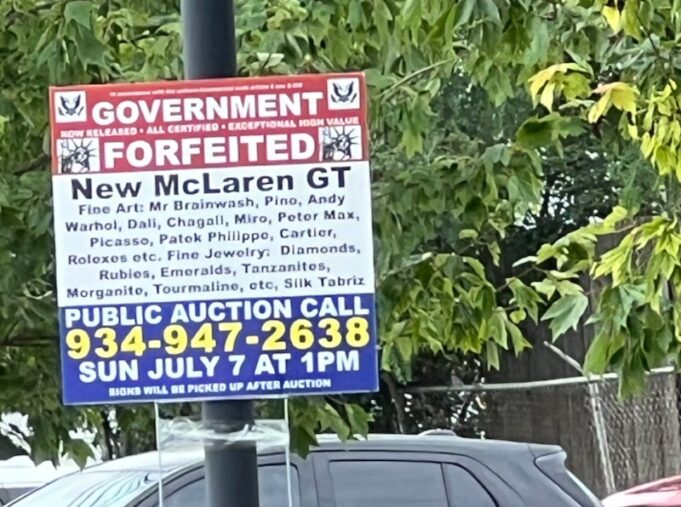 GOVERNMENT
NOW RELEASED • ALL CERTIFIED • EXCEPTIONAL HIGH VALUE
FORFEITED
New McLaren GT
Fine Art: Mr Brainwash, Pino, Andy
Warhol, Dali, Chagall, Miro, Peter Max,
Picasso, Patek Philippe, Cartier,
Rolexes etc. Fine Jewelry: Diamonds,
Rubies, Emeralds, Tanzanites,
Morganite, Tourmaline, etc, Silk Tabriz
PUBLIC AUCTION CALL
934-947-2638
SUN JULY 7 AT 1PM
SIGNS WILL BE PICKED UP AFTER AUCTION